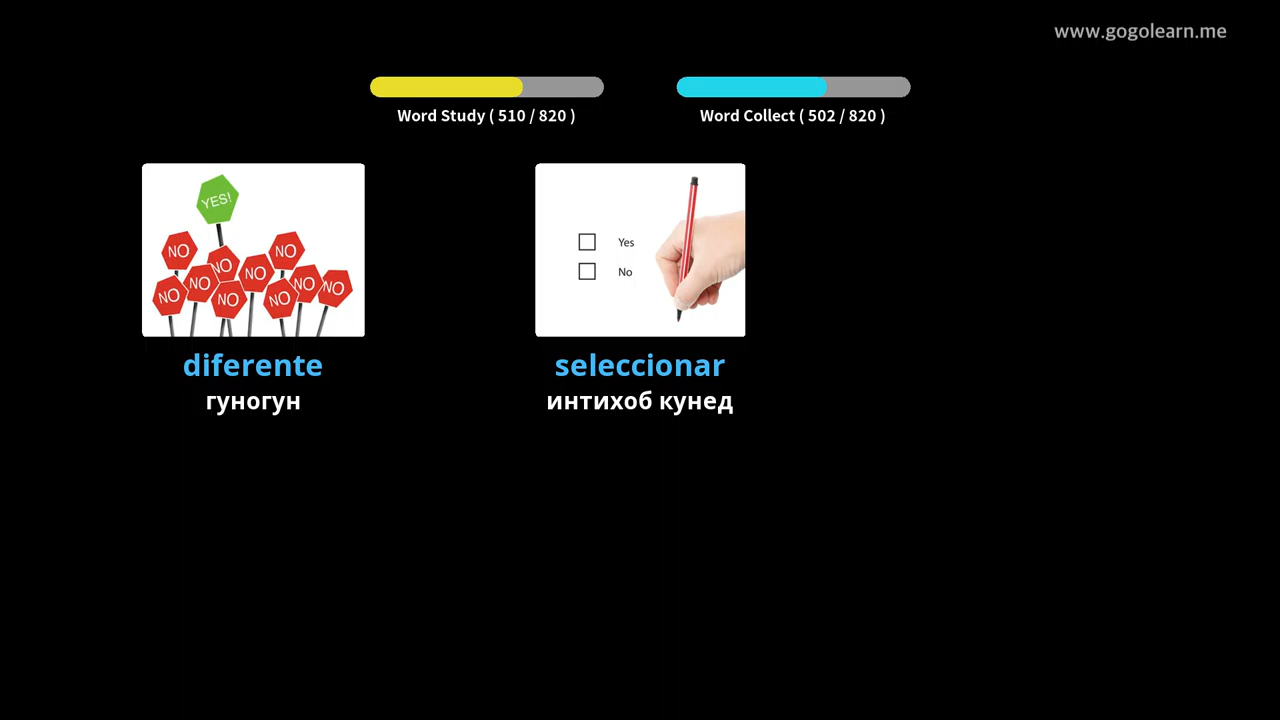 www.gogolearn.me
Word Study ( 510 / 820 )
Word Collect ( 502 / 820 )
YES!
NO
NO
NO
NO
NO
NO
NO
NO
NO
NO
Yes
No
diferente
seleccionar
гуногун
интихоб кунед